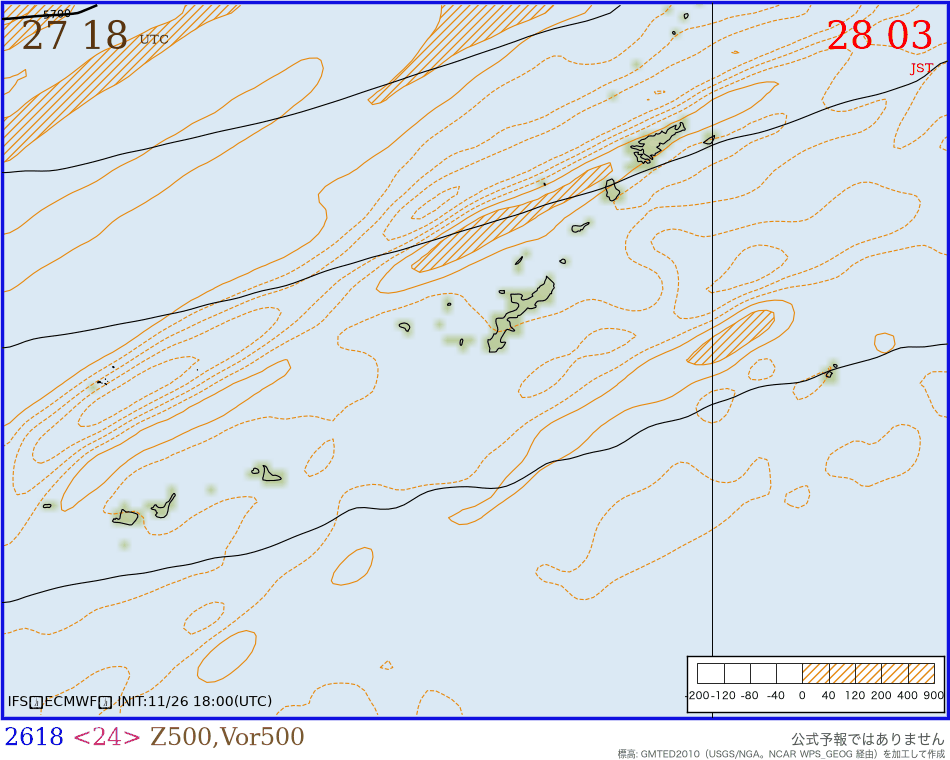 5700
27 18 UTC
28 03
JST
IFS ECMWF INIT:11/26 18:00(UTC)
-200 -120 -80 -40 0 40 120 200 400 900
2618 <24> Z500,Vor500
公式予報ではありません
標高: GMTED2010（USGS/NGA。NCAR WPS_GEOG 経由）を加工して作成